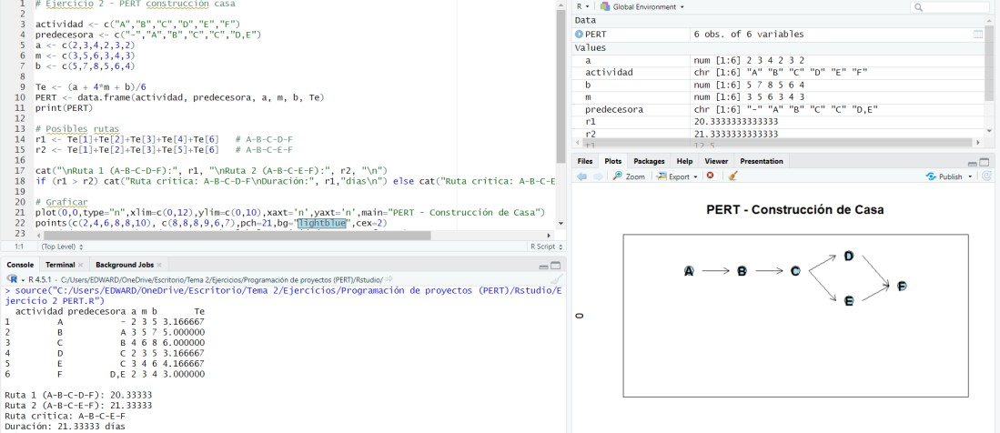 1 # Ejercicio 2 - PERT construcción casa
2
3 actividad <- c("A","B","C","D","E","F")
4 predecesora <- c("-","A","B","C","C","D,E")
5 a <- c(2,3,4,2,3,2)
6 m <- c(3,5,6,3,4,3)
7 b <- c(5,7,8,5,6,4)
8
9 Te <- (a + 4*m + b)/6
10 PERT <- data.frame(actividad, predecesora, a, m, b, Te)
11 print(PERT)
12
13 # Posibles rutas
14 r1 <- Te[1]+Te[2]+Te[3]+Te[4]+Te[6] # A-B-C-D-F
15 r2 <- Te[1]+Te[2]+Te[3]+Te[5]+Te[6] # A-B-C-E-F
16
17 cat("\nRuta 1 (A-B-C-D-F):", r1, "\nRuta 2 (A-B-C-E-F):", r2, "\n")
18 if (r1 > r2) cat("Ruta crítica: A-B-C-D-F\nDuración:", r1,"días\n") else cat("Ruta crítica: A-B-C-E
19
20 # Graficar
21 plot(0,0,type="n",xlim=c(0,12),ylim=c(0,10),xaxt='n',yaxt='n',main="PERT - Construcción de Casa")
22 points(c(2,4,6,8,8,10), c(8,8,8,9,6,7),pch=21,bg="lightblue",cex=2)
23
1:1 (Top Level) R Script
Console Terminal Background Jobs
R - R 4.5.1 · C:/Users/EDWARD/OneDrive/Escritorio/Tema 2/Ejercicios/Programación de proyectos (PERT)/Rstudio/
> source("C:/Users/EDWARD/OneDrive/Escritorio/Tema 2/Ejercicios/Programación de proyectos (PERT)/Rstudio/E
jercicio 2 PERT.R")
actividad predecesora a m b Te
1 A - 2 3 5 3.166667
2 B A 3 5 7 5.000000
3 C B 4 6 8 6.000000
4 D C 2 3 5 3.166667
5 E C 3 4 6 4.166667
6 F D,E 2 3 4 3.000000
Ruta 1 (A-B-C-D-F): 20.33333
Ruta 2 (A-B-C-E-F): 21.33333
Ruta crítica: A-B-C-E-F
Duración: 21.33333 días
R Global Environment
Data
PERT 6 obs. of 6 variables
Values
a num [1:6] 2 3 4 2 3 2
actividad chr [1:6] "A" "B" "C" "D" "E" "F"
b num [1:6] 5 7 8 5 6 4
m num [1:6] 3 5 6 3 4 3
predecesora chr [1:6] "-" "A" "B" "C" "C" "D,E"
r1 20.3333333333333
r2 21.3333333333333
Files Plots Packages Help Viewer Presentation
Zoom Export Publish
PERT - Construcción de Casa
A B C D E F
0